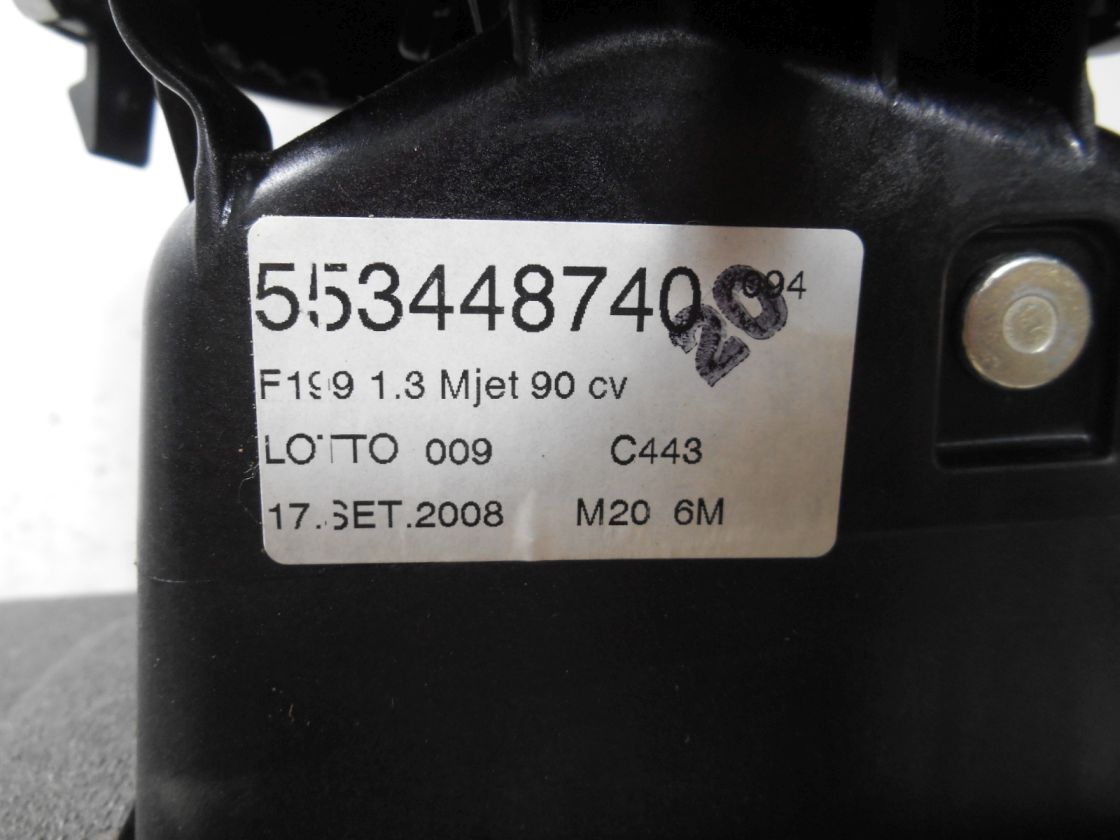 553448740 094
20
F199 1.3 Mjet 90 cv
LOTTO 009 C443
17.SET.2008 M20 6M